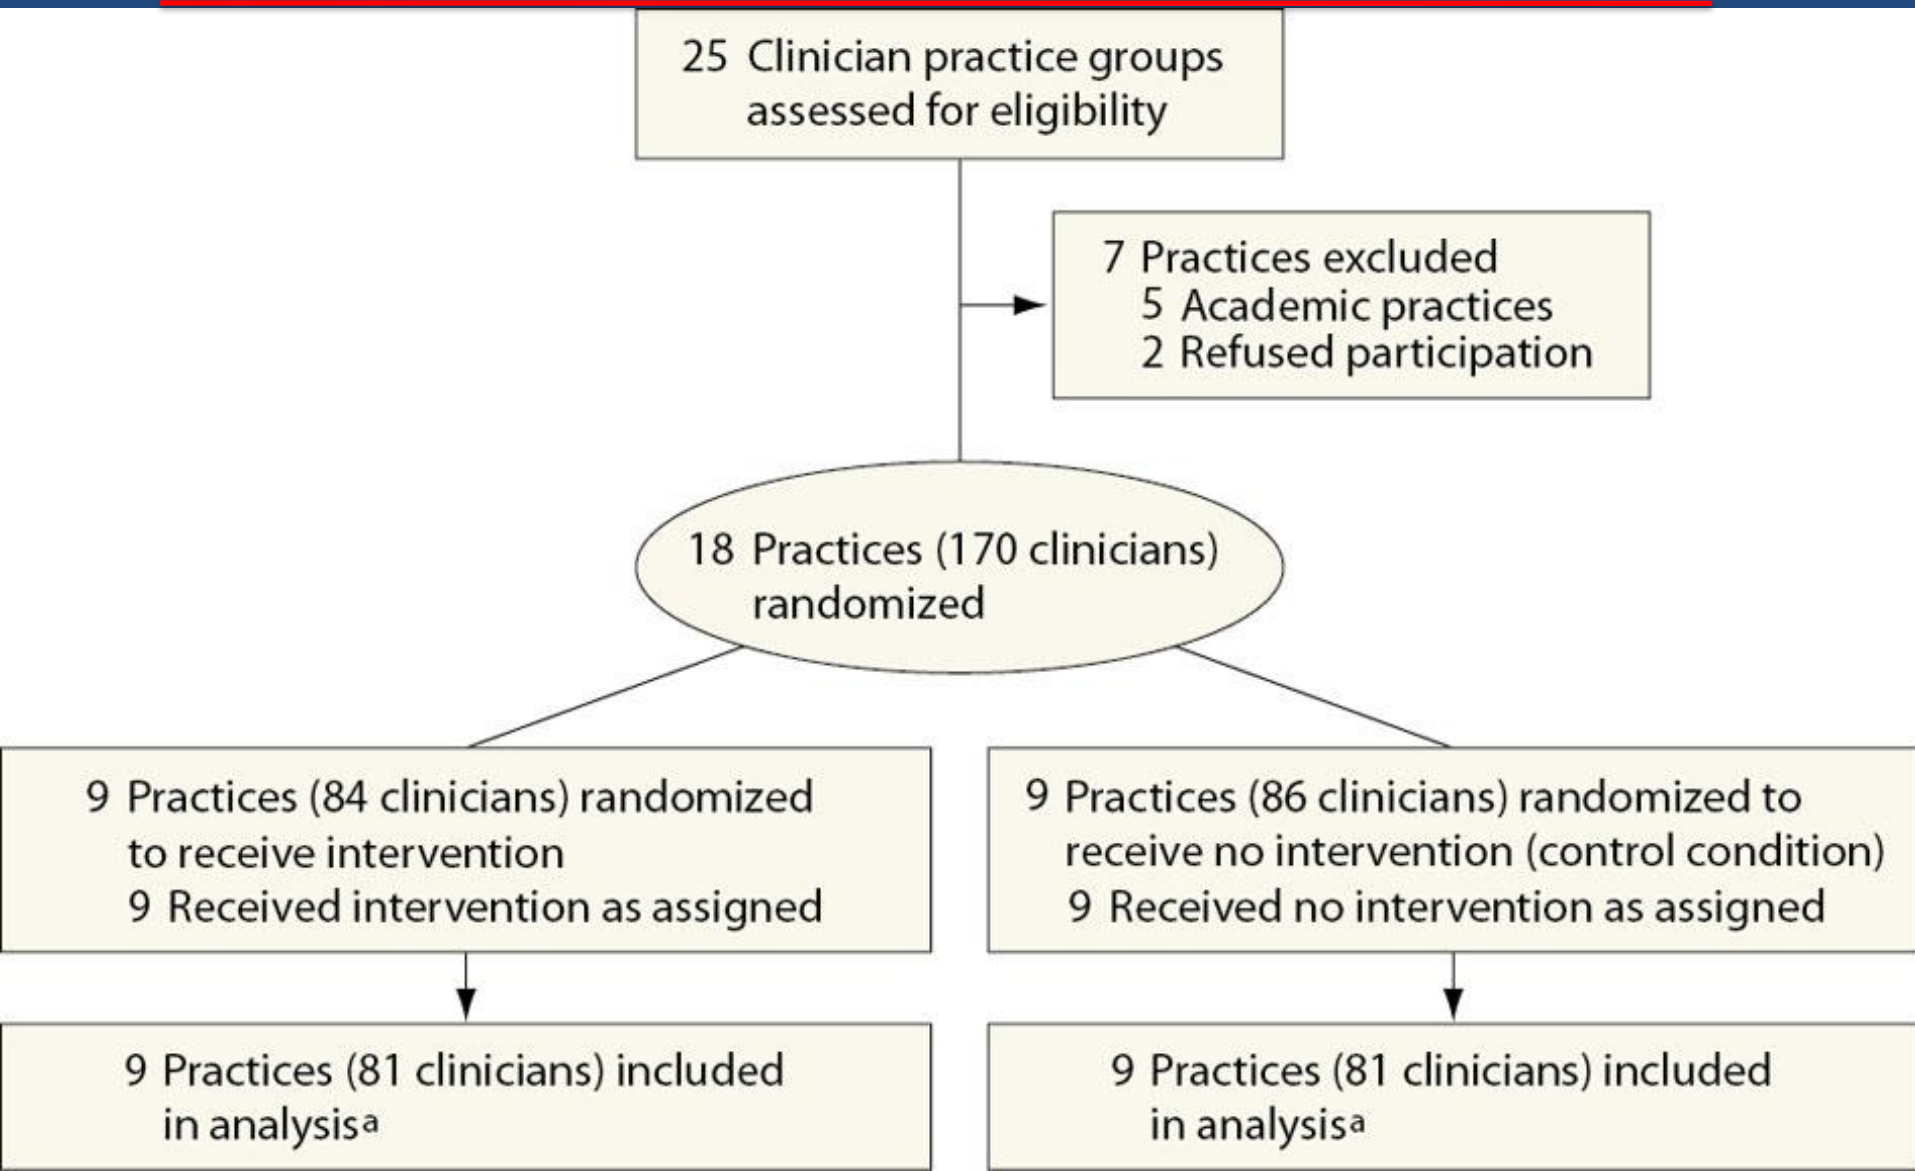 25 Clinician practice groups
assessed for eligibility
7 Practices excluded
5 Academic practices
2 Refused participation
18 Practices (170 clinicians)
randomized
9 Practices (84 clinicians) randomized
to receive intervention
9 Received intervention as assigned
9 Practices (86 clinicians) randomized to
receive no intervention (control condition)
9 Received no intervention as assigned
9 Practices (81 clinicians) included
in analysisa
9 Practices (81 clinicians) included
in analysisa